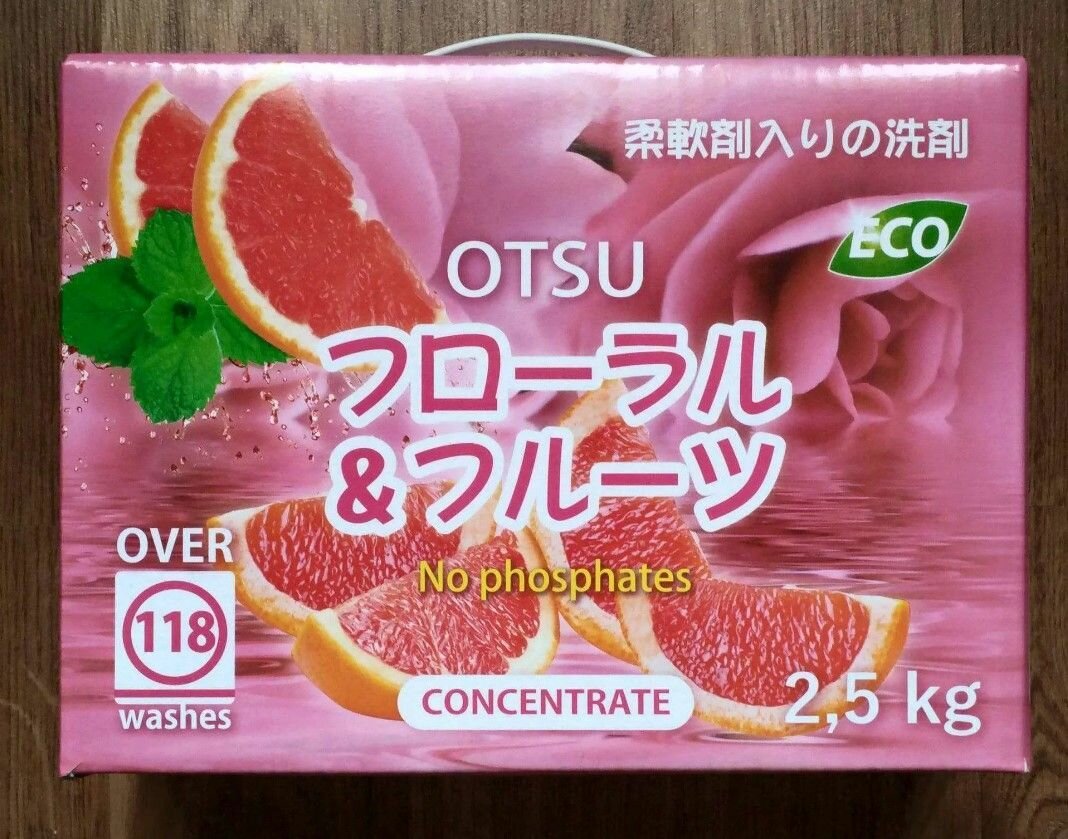 柔軟剤入りの洗剤
ECO
OTSU
フローラル
&フルーツ
No phosphates
OVER
118
washes
CONCENTRATE
2,5 kg